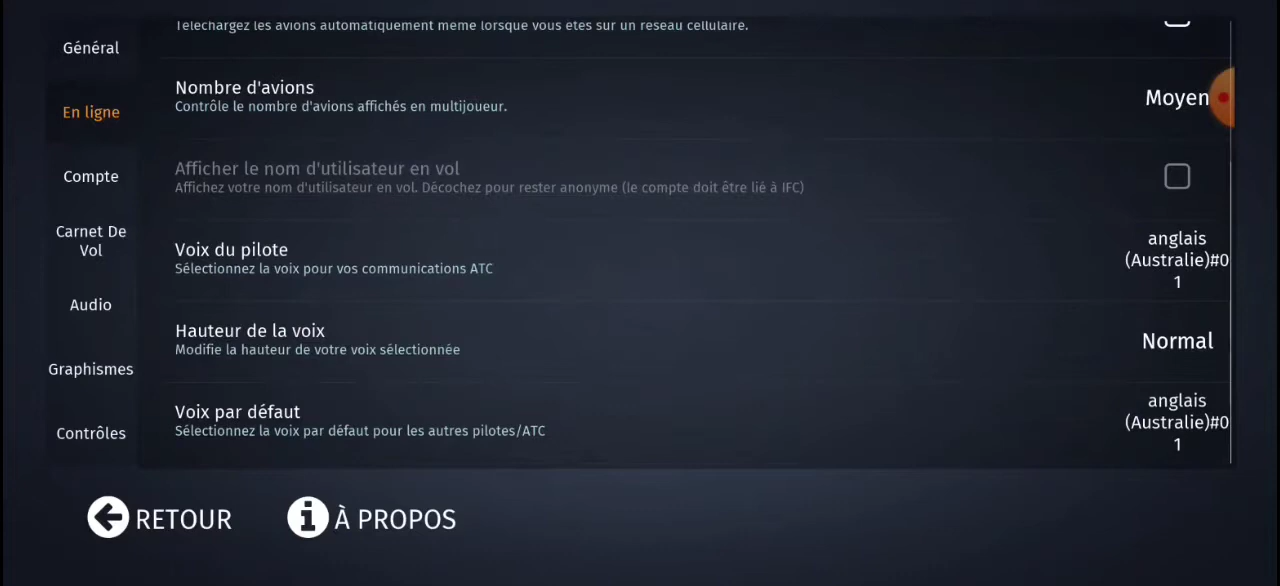 Téléchargez les avions automatiquement même lorsque vous êtes sur un réseau cellulaire.
Général
Nombre d'avions
Contrôle le nombre d'avions affichés en multijoueur.
Moyen
En ligne
Afficher le nom d'utilisateur en vol
Affichez votre nom d'utilisateur en vol. Décochez pour rester anonyme (le compte doit être lié à IFC)
Compte
Carnet De
Vol
Voix du pilote
Sélectionnez la voix pour vos communications ATC
anglais
(Australie)#0
1
Audio
Hauteur de la voix
Modifie la hauteur de votre voix sélectionnée
Normal
Graphismes
Voix par défaut
Sélectionnez la voix par défaut pour les autres pilotes/ATC
anglais
(Australie)#0
1
Contrôles
RETOUR
À PROPOS